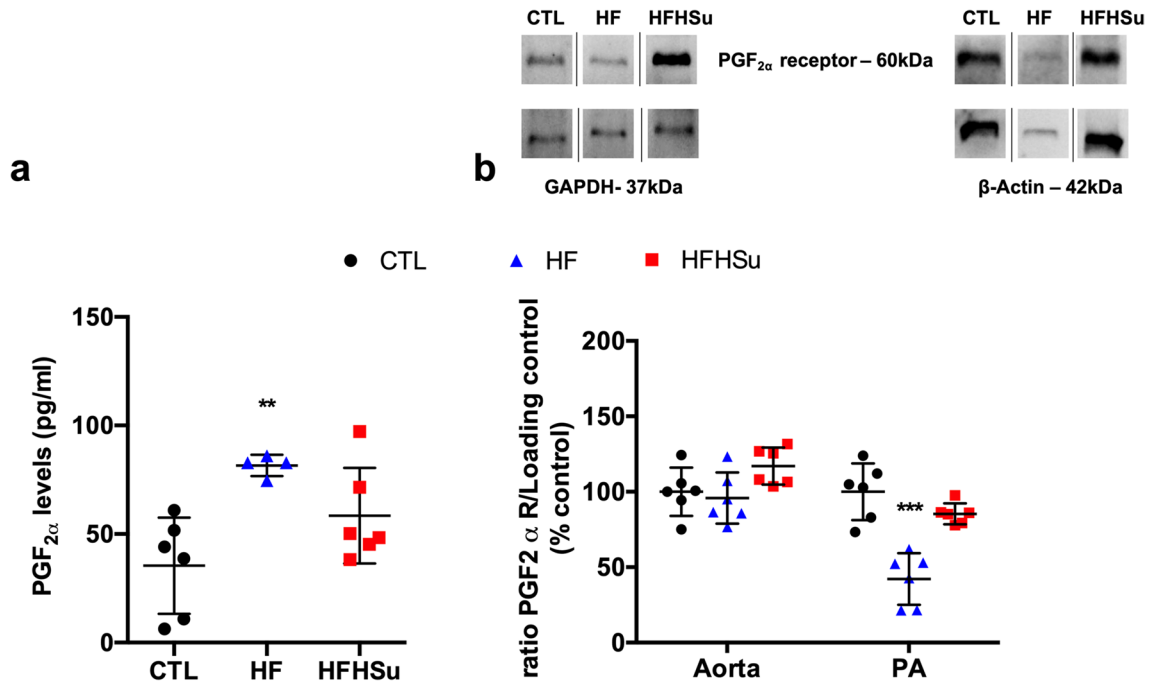 CTL HF HFHSu CTL HF HFHSu
PGF2α receptor – 60kDa
GAPDH- 37kDa β-Actin – 42kDa
a b
CTL HF HFHSu
PGF2α levels (pg/ml)
150
100
50
0
**
CTL HF HFHSu
ratio PGF2 α R/Loading control
(% control)
200
150
100
50
0
***
Aorta PA